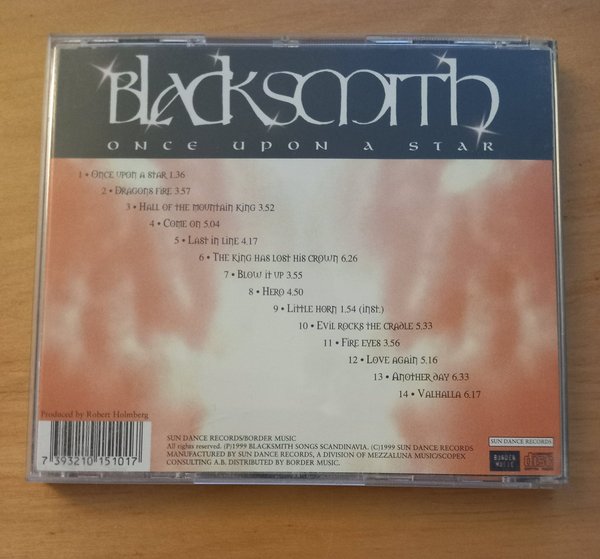 BLACKSMITH
ONCE UPON A STAR
1 • ONCE UPON A STAR 1.36
2 • DRAGONS FIRE 3.57
3 • HALL OF THE MOUNTAIN KING 3.52
4 • COME ON 5.04
5 • LAST IN LINE 4.17
6 • THE KING HAS LOST HIS CROWN 6.26
7 • BLOW IT UP 3.55
8 • HERO 4.50
9 • LITTLE HORN 1.54 (INST.)
10 • EVIL ROCKS THE CRADLE 5.33
11 • FIRE EYES 3.56
12 • LOVE AGAIN 5.16
13 • ANOTHER DAY 6.33
14 • VALHALLA 6.17
Produced by Robert Holmberg
7 393210 151017
SUN DANCE RECORDS/BORDER MUSIC
All rights reserved. (P)1999 BLACKSMITH SONGS SCANDINAVIA. (C)1999 SUN DANCE RECORDS
MANUFACTURED BY SUN DANCE RECORDS, A DIVISION OF MEZZALUNA MUSIC/SCOPEX
CONSULTING A.B. DISTRIBUTED BY BORDER MUSIC.
SUN DANCE RECORDS
BORDER
MUSIC
COMPACT
disc
DIGITAL AUDIO